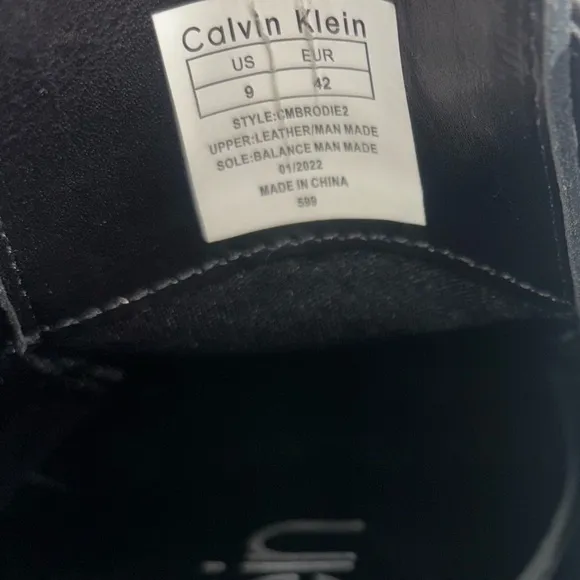 Calvin Klein
US EUR
9 42
STYLE:CMBRODIE2
UPPER:LEATHER/MAN MADE
SOLE:BALANCE MAN MADE
01/2022
MADE IN CHINA
599